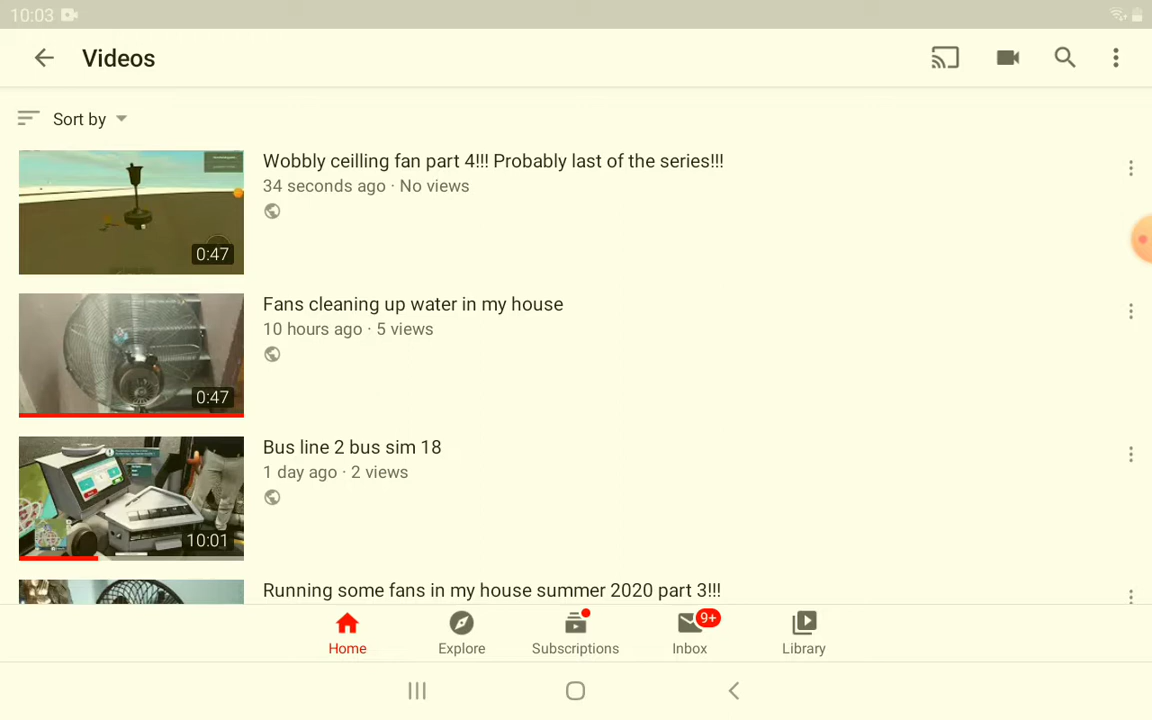 10:03
Videos
Sort by
Wobbly ceilling fan part 4!!! Probably last of the series!!!
34 seconds ago · No views
0:47
Fans cleaning up water in my house
10 hours ago · 5 views
0:47
Bus line 2 bus sim 18
1 day ago · 2 views
10:01
Running some fans in my house summer 2020 part 3!!!
9+
Home Explore Subscriptions Inbox Library